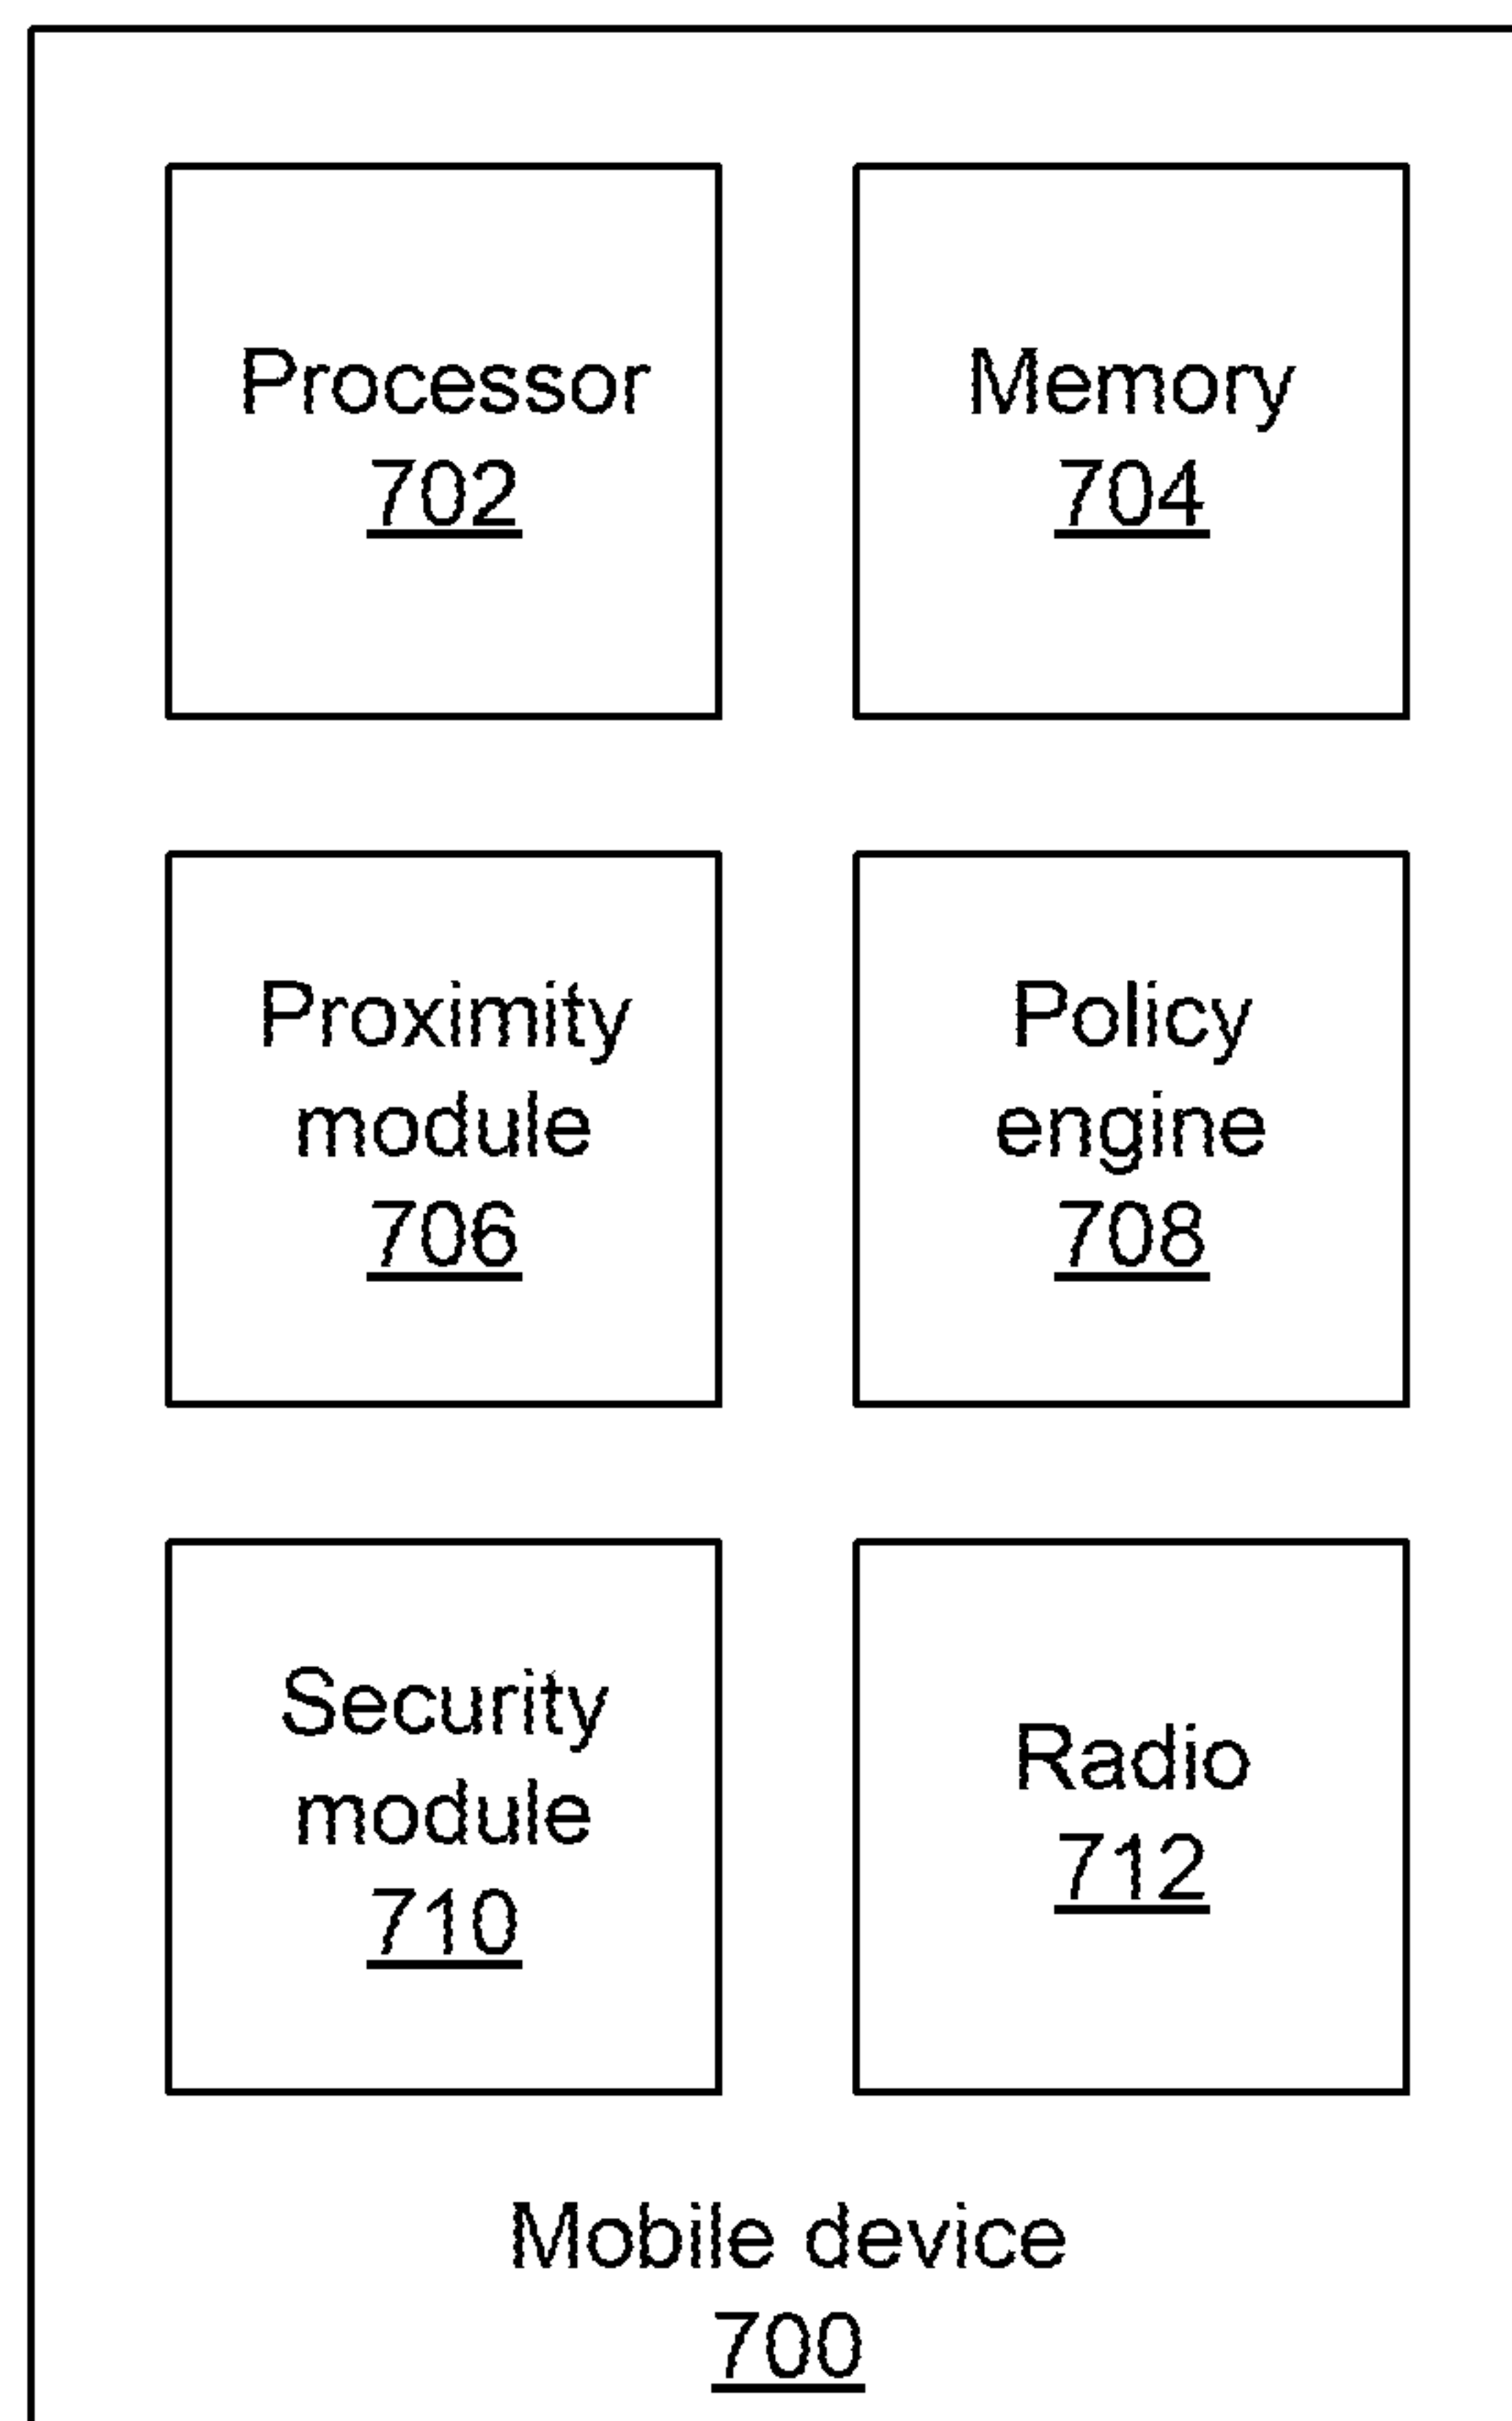 Processor
702
Memory
704
Proximity
module
706
Policy
engine
708
Security
module
710
Radio
712
Mobile device
700